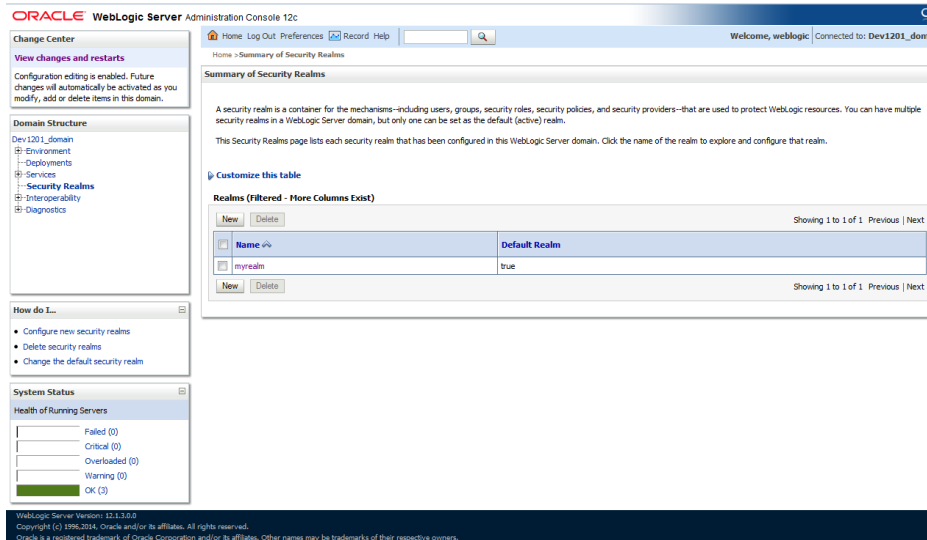 ORACLE WebLogic Server Administration Console 12c
Change Center
View changes and restarts
Configuration editing is enabled. Future
changes will automatically be activated as you
modify, add or delete items in this domain.
Domain Structure
Dev1201_domain
Environment
Deployments
Services
Security Realms
Interoperability
Diagnostics
How do I...
Configure new security realms
Delete security realms
Change the default security realm
System Status
Health of Running Servers
Failed (0)
Critical (0)
Overloaded (0)
Warning (0)
OK (3)
Home Log Out Preferences Record Help
Welcome, weblogic Connected to: Dev1201_dom
Home >Summary of Security Realms
Summary of Security Realms
A security realm is a container for the mechanisms--including users, groups, security roles, security policies, and security providers--that are used to protect WebLogic resources. You can have multiple
security realms in a WebLogic Server domain, but only one can be set as the default (active) realm.
This Security Realms page lists each security realm that has been configured in this WebLogic Server domain. Click the name of the realm to explore and configure that realm.
Customize this table
Realms (Filtered - More Columns Exist)
New Delete Showing 1 to 1 of 1 Previous | Next
Name Default Realm
myrealm true
New Delete Showing 1 to 1 of 1 Previous | Next
WebLogic Server Version: 12.1.3.0.0
Copyright (c) 1996,2014, Oracle and/or its affiliates. All rights reserved.
Oracle is a registered trademark of Oracle Corporation and/or its affiliates. Other names may be trademarks of their respective owners.